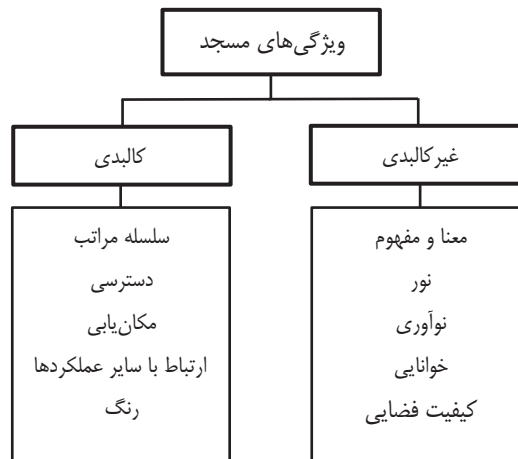 ویژگی‌های مسجد
غیرکالبدی
کالبدی
معنا و مفهوم
نور
نوآوری
خوانایی
کیفیت فضایی
سلسله مراتب
دسترسی
مکان‌یابی
ارتباط با سایر عملکردها
رنگ